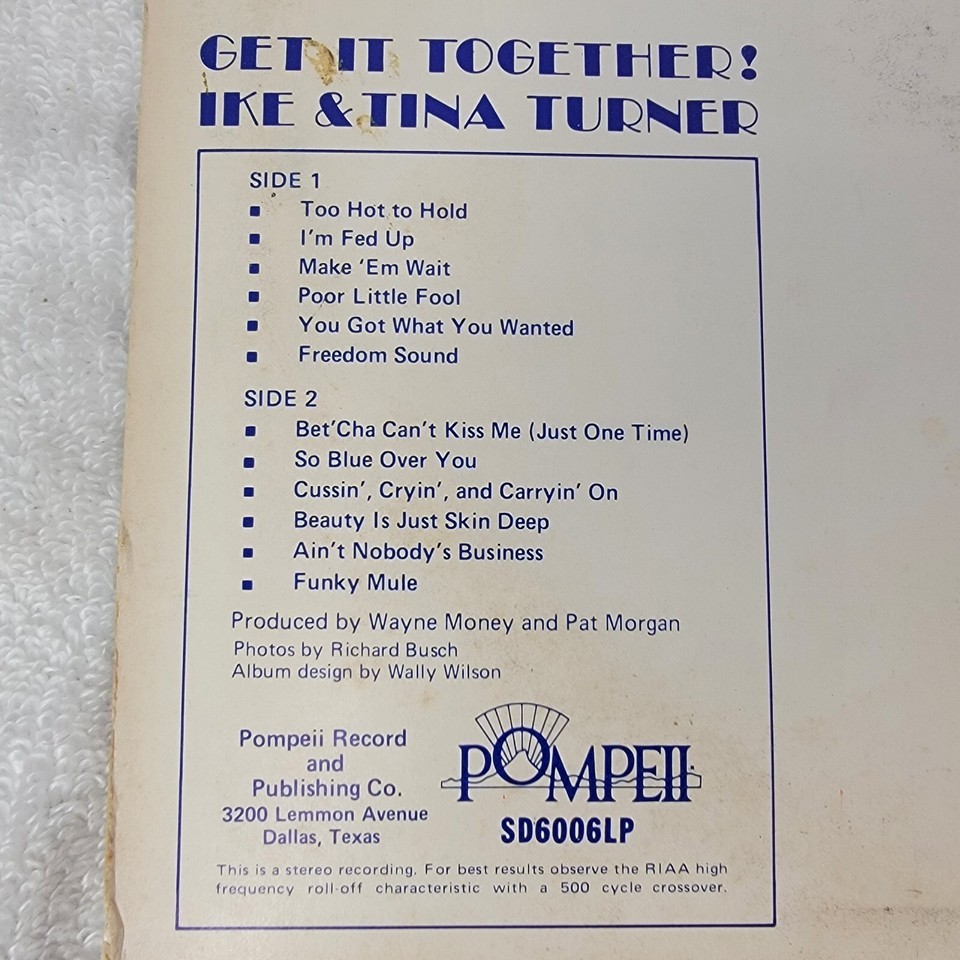 GET IT TOGETHER!
IKE & TINA TURNER
SIDE 1
Too Hot to Hold
I'm Fed Up
Make 'Em Wait
Poor Little Fool
You Got What You Wanted
Freedom Sound
SIDE 2
Bet'Cha Can't Kiss Me (Just One Time)
So Blue Over You
Cussin', Cryin', and Carryin' On
Beauty Is Just Skin Deep
Ain't Nobody's Business
Funky Mule
Produced by Wayne Money and Pat Morgan
Photos by Richard Busch
Album design by Wally Wilson
Pompeii Record
and
Publishing Co.
3200 Lemmon Avenue
Dallas, Texas
POMPEII
SD6006LP
This is a stereo recording. For best results observe the RIAA high
frequency roll-off characteristic with a 500 cycle crossover.